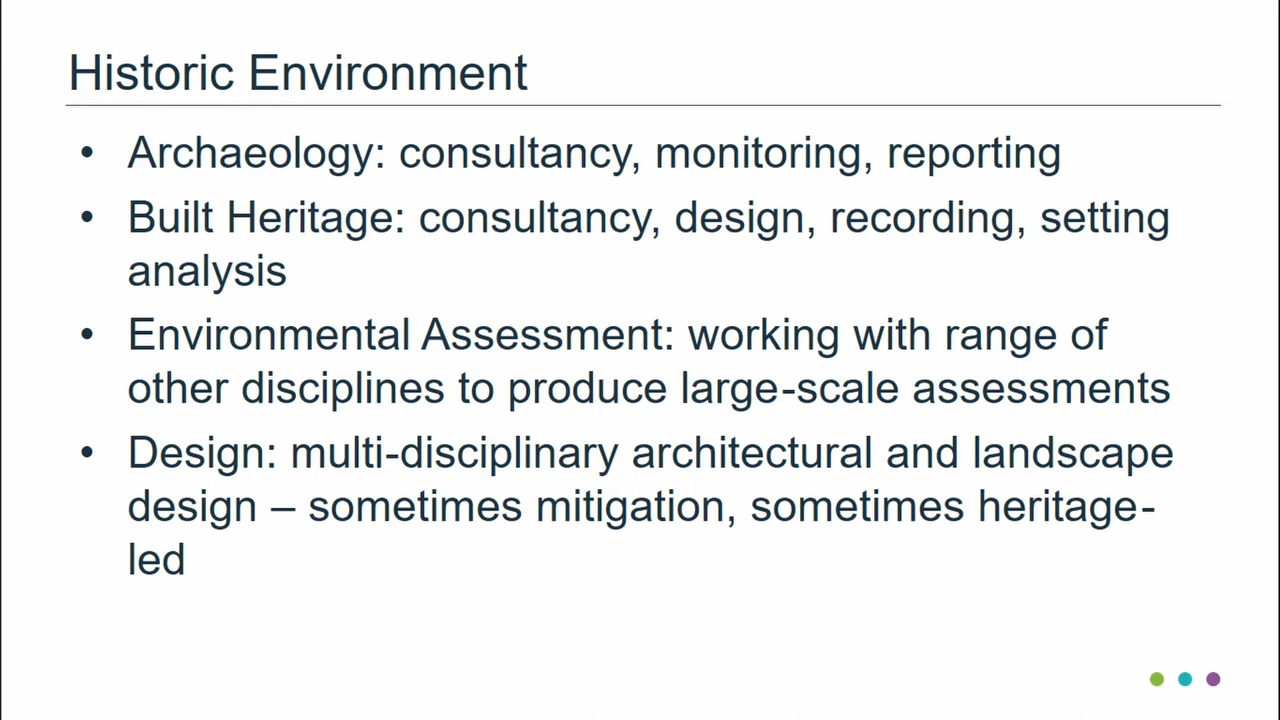 Historic Environment
• Archaeology: consultancy, monitoring, reporting
• Built Heritage: consultancy, design, recording, setting
analysis
• Environmental Assessment: working with range of
other disciplines to produce large-scale assessments
• Design: multi-disciplinary architectural and landscape
design – sometimes mitigation, sometimes heritage-
led